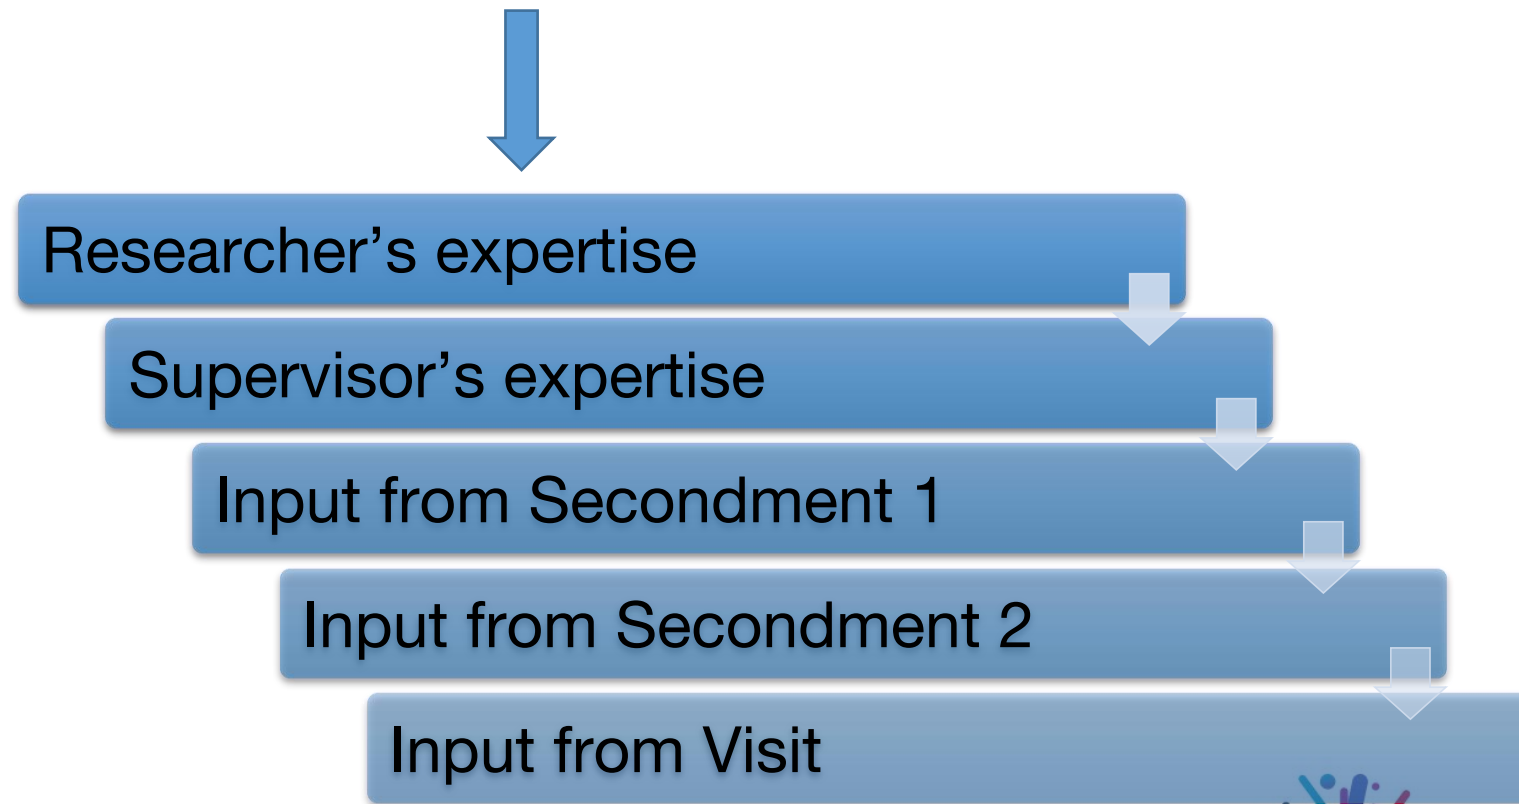 Researcher’s expertise
Supervisor’s expertise
Input from Secondment 1
Input from Secondment 2
Input from Visit